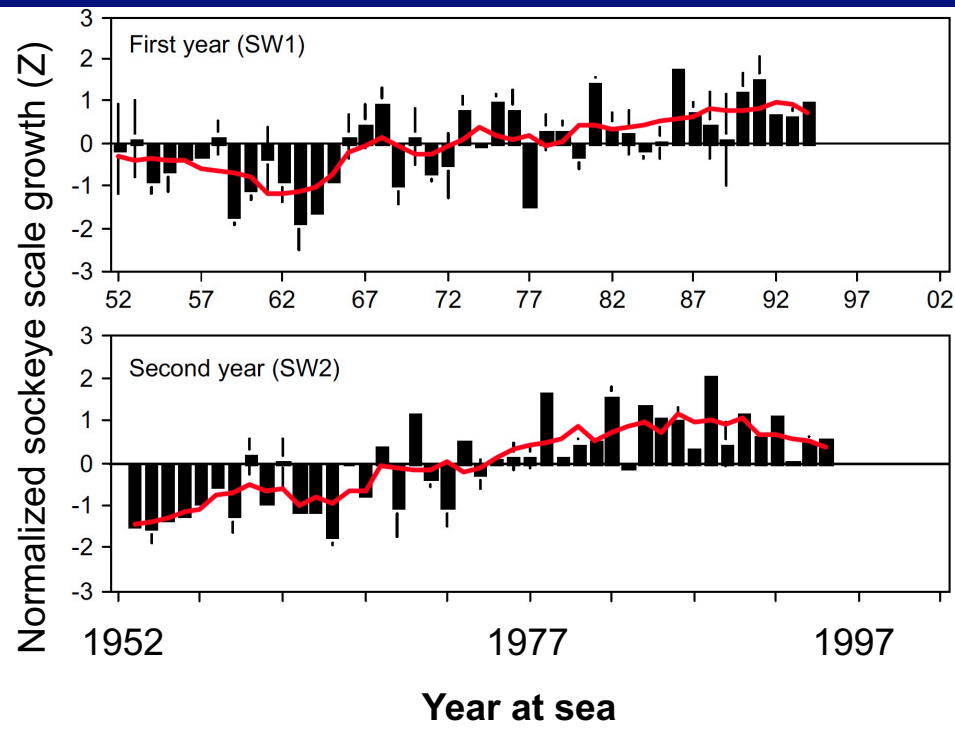 Normalized sockeye scale growth (Z)
First year (SW1)
3
2
1
0
-1
-2
-3
52 57 62 67 72 77 82 87 92 97 02
Second year (SW2)
3
2
1
0
-1
-2
-3
1952 1977 1997
Year at sea